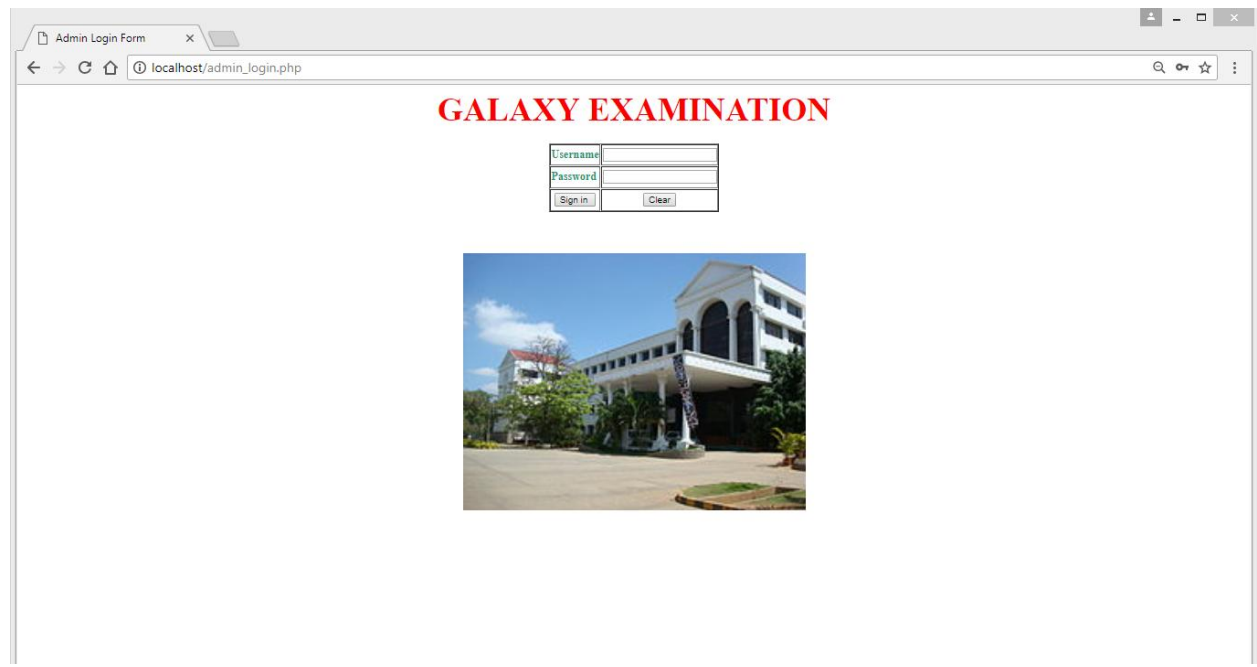 Admin Login Form
localhost/admin_login.php
GALAXY EXAMINATION
Username
Password
Sign in Clear